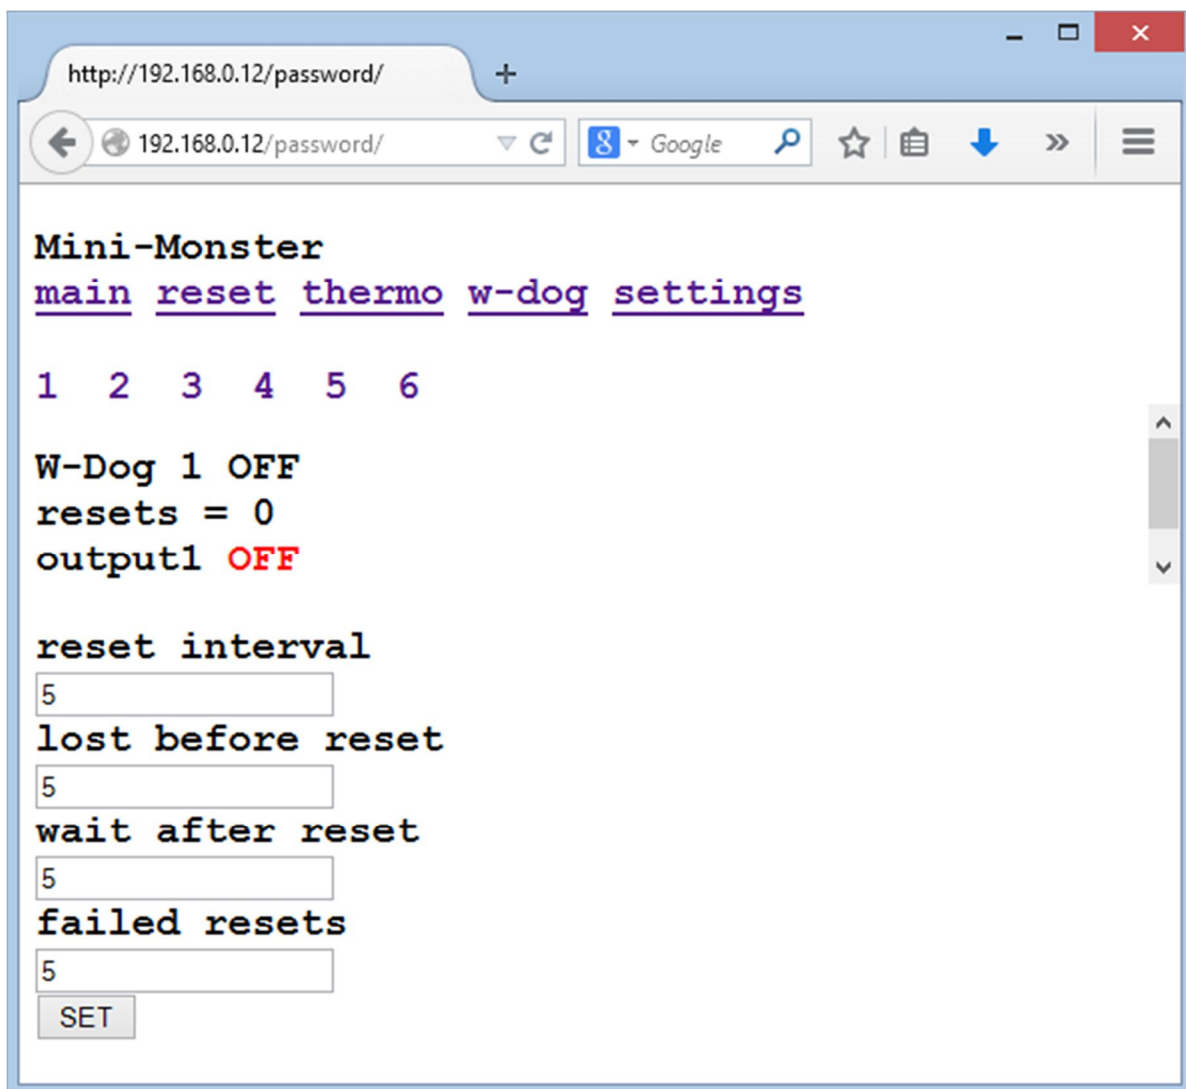 http://192.168.0.12/password/
192.168.0.12/password/ 8 Google
Mini-Monster
main reset thermo w-dog settings
1 2 3 4 5 6
W-Dog 1 OFF
resets = 0
output1 OFF
reset interval
5
lost before reset
5
wait after reset
5
failed resets
5
SET